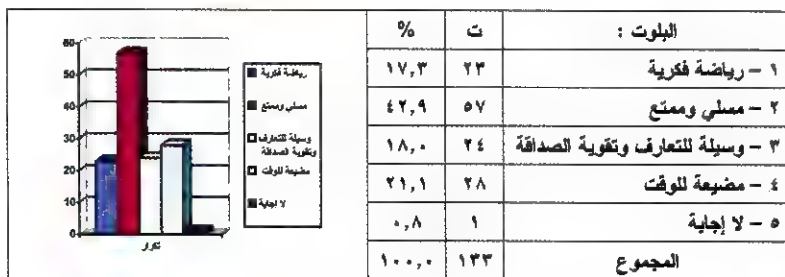 البلوت : ت %
١ – رياضة فكرية ٢٣ ١٧,٣
٢ – مسلي وممتع ٥٧ ٤٢,٩
٣ – وسيلة للتعارف وتقوية الصداقة ٢٤ ١٨,٠
٤ – مضيعة للوقت ٢٨ ٢١,١
٥ – لا إجابة ١ ٠,٨
المجموع ١٣٣ ١٠٠,٠
رياضة فكرية
مسلي وممتع
وسيلة للتعارف
وتقوية الصداقة
مضيعة للوقت
لا إجابة
60
50
40
30
20
10
0
تكرار